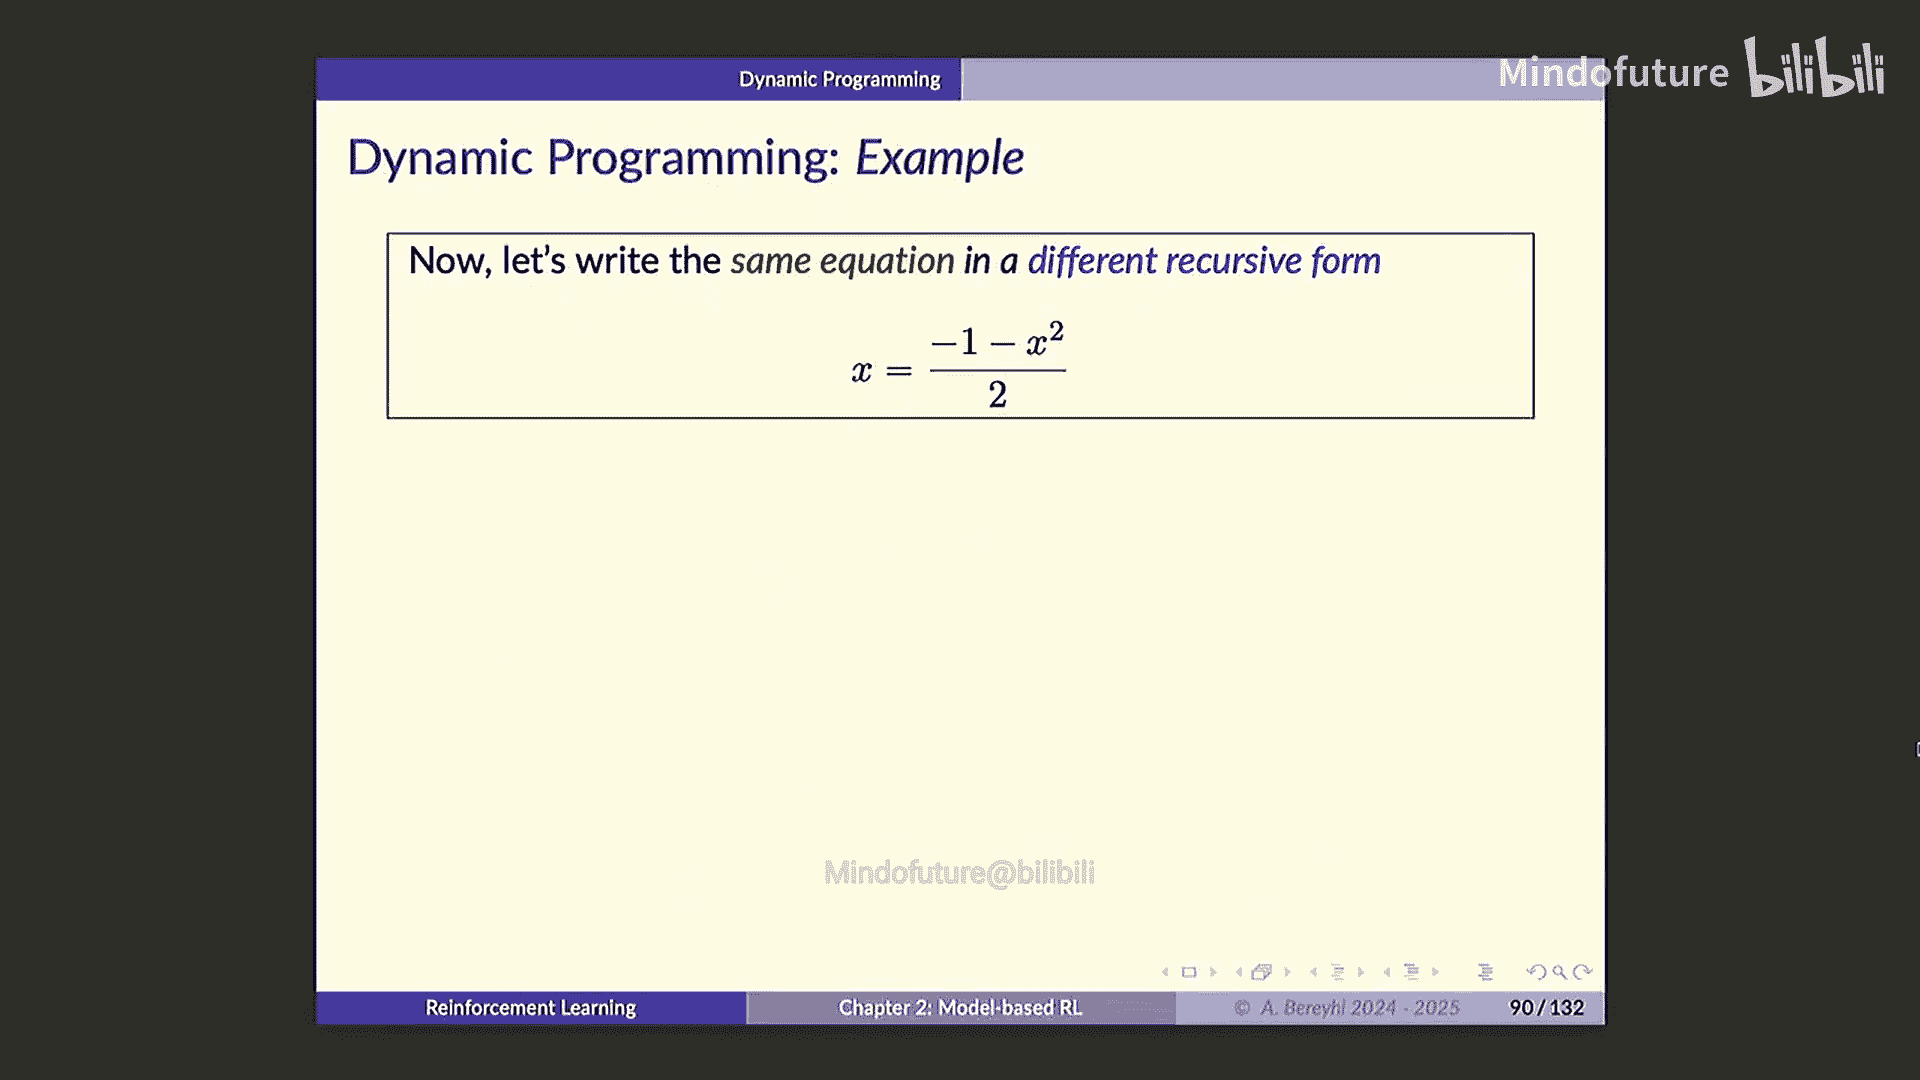 Dynamic Programming
Mindofuture bilibili
Dynamic Programming: Example
Now, let's write the same equation in a different recursive form
x = \frac{-1 - x^2}{2}
Mindofuture@bilibili
Reinforcement Learning
Chapter 2: Model-based RL
© A. Bereyhi 2024 - 2025
90 / 132